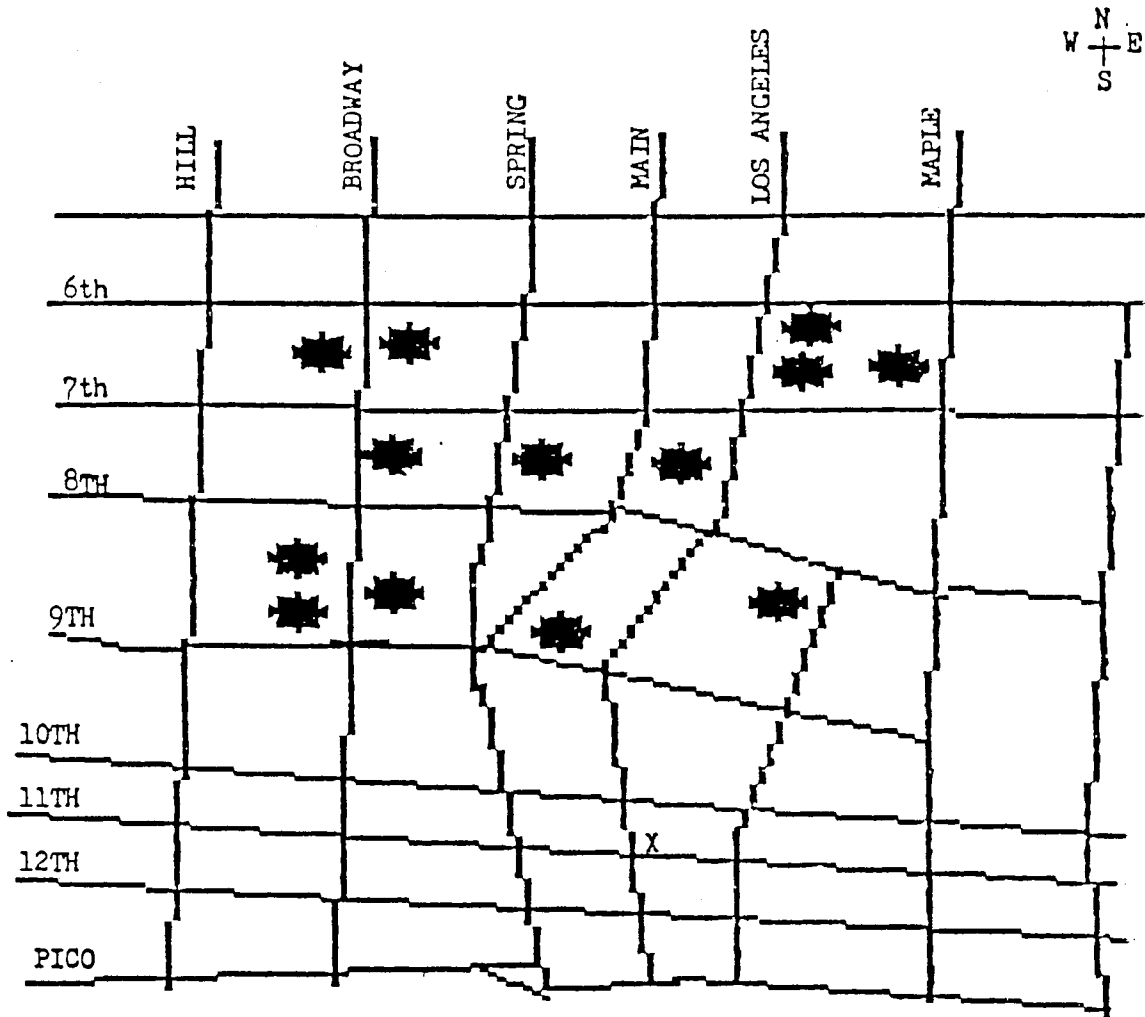 N
W E
S
HILL
BROADWAY
SPRING
MAIN
LOS ANGELES
MAPLE
6th
7th
8TH
9TH
10TH
11TH
X
12TH
PICO